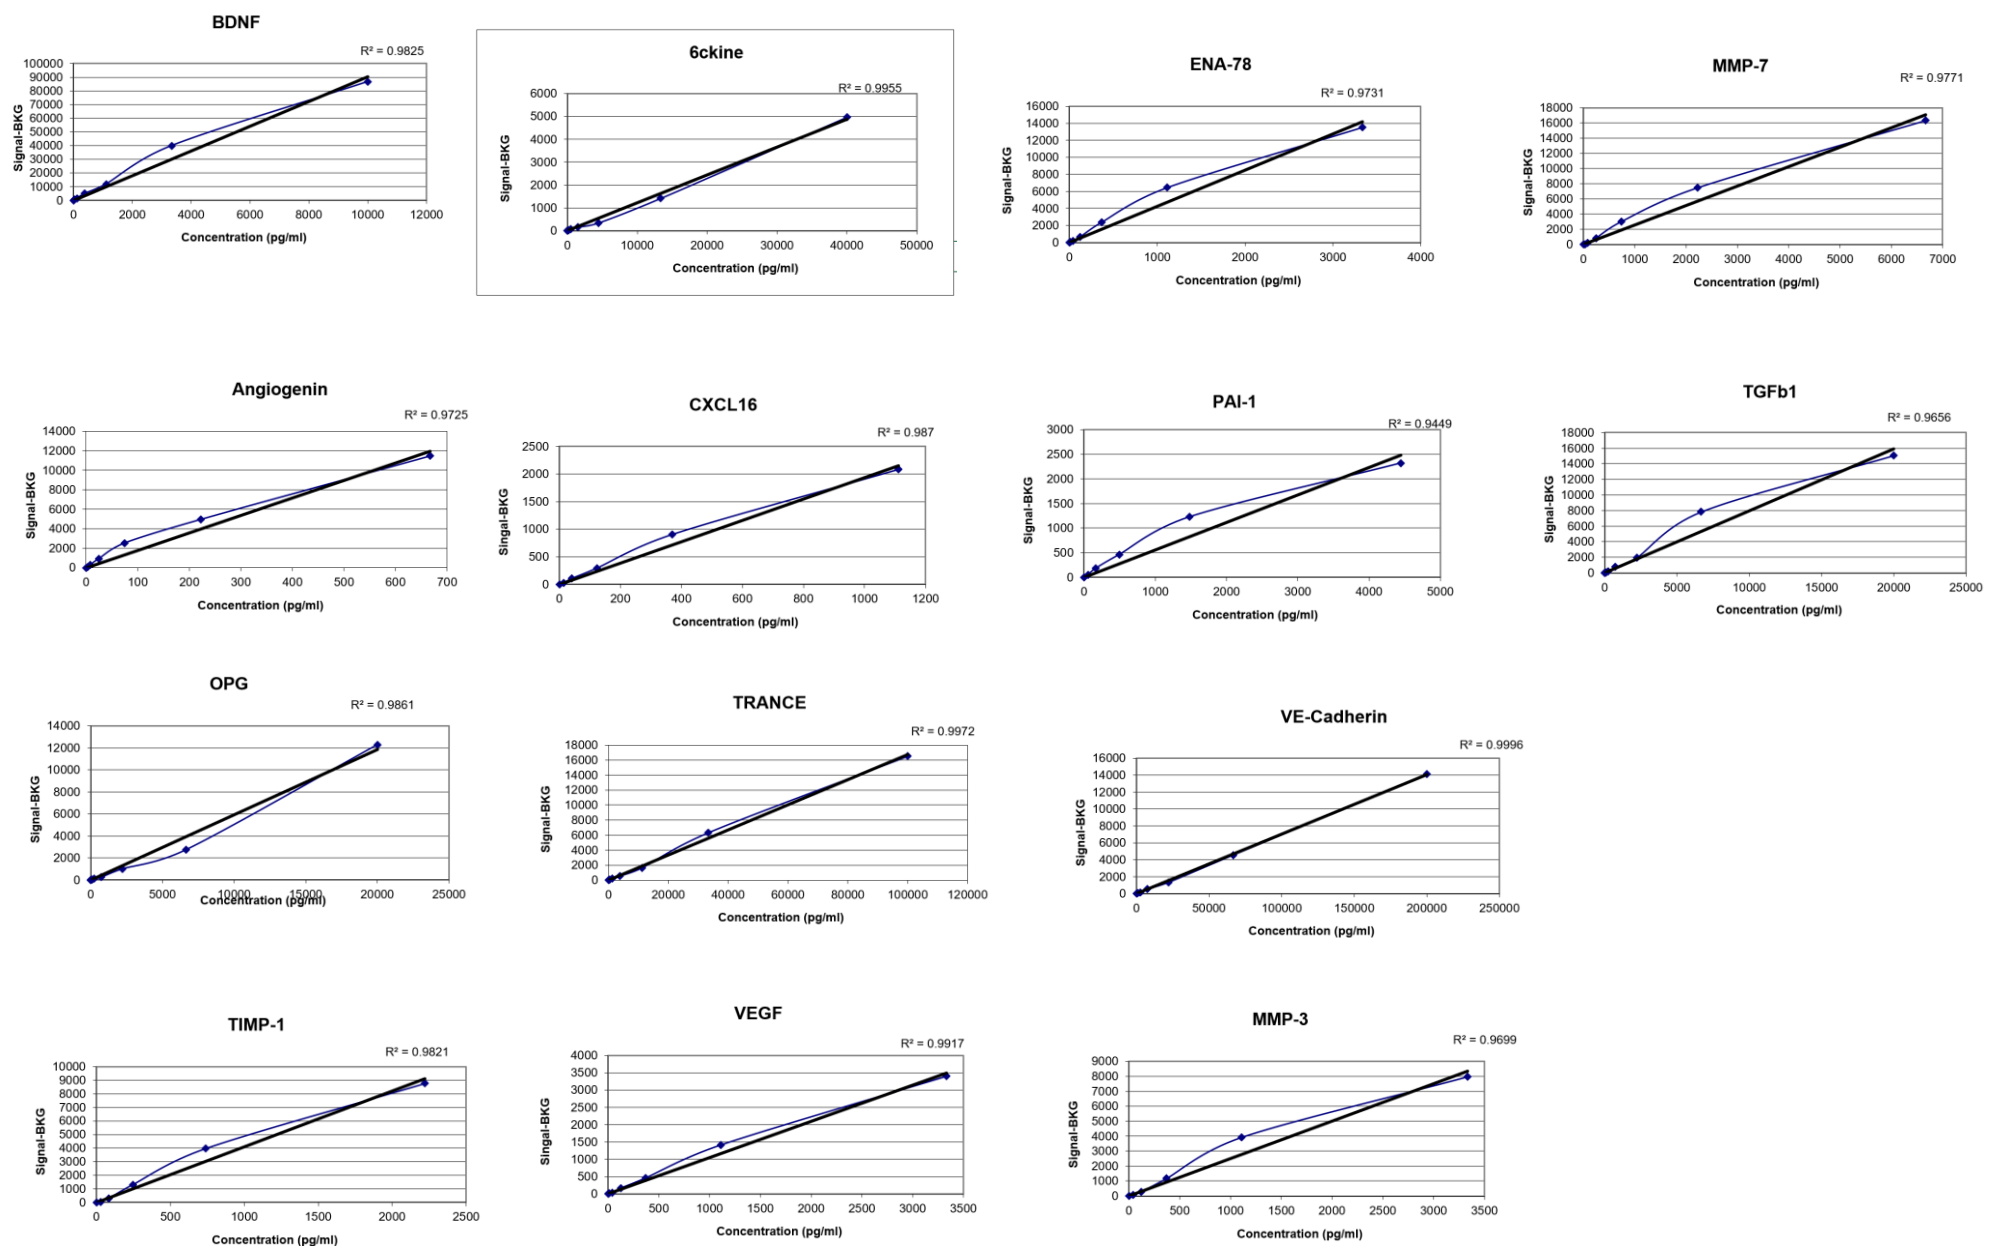 BDNF
R² = 0.9825
100000
90000
80000
70000
60000
50000
40000
30000
20000
10000
0
Signal-BKG
0 2000 4000 6000 8000 10000 12000
Concentration (pg/ml)
6ckine
R² = 0.9955
6000
5000
4000
3000
2000
1000
0
Signal-BKG
0 10000 20000 30000 40000 50000
Concentration (pg/ml)
ENA-78
R² = 0.9731
16000
14000
12000
10000
8000
6000
4000
2000
0
Signal-BKG
0 1000 2000 3000 4000
Concentration (pg/ml)
MMP-7
R² = 0.9771
18000
16000
14000
12000
10000
8000
6000
4000
2000
0
Signal-BKG
0 1000 2000 3000 4000 5000 6000 7000
Concentration (pg/ml)
Angiogenin
R² = 0.9725
14000
12000
10000
8000
6000
4000
2000
0
Signal-BKG
0 100 200 300 400 500 600 700
Concentration (pg/ml)
CXCL16
R² = 0.987
2500
2000
1500
1000
500
0
Singal-BKG
0 200 400 600 800 1000 1200
Concentration (pg/ml)
PAI-1
R² = 0.9449
3000
2500
2000
1500
1000
500
0
Signal-BKG
0 1000 2000 3000 4000 5000
Concentration (pg/ml)
TGFb1
R² = 0.9656
18000
16000
14000
12000
10000
8000
6000
4000
2000
0
Signal-BKG
0 5000 10000 15000 20000 25000
Concentration (pg/ml)
OPG
R² = 0.9861
14000
12000
10000
8000
6000
4000
2000
0
Signal-BKG
0 5000 10000 15000 20000 25000
Concentration (pg/ml)
TRANCE
R² = 0.9972
18000
16000
14000
12000
10000
8000
6000
4000
2000
0
Signal-BKG
0 20000 40000 60000 80000 100000 120000
Concentration (pg/ml)
VE-Cadherin
R² = 0.9996
16000
14000
12000
10000
8000
6000
4000
2000
0
Signal-BKG
0 50000 100000 150000 200000 250000
Concentration (pg/ml)
TIMP-1
R² = 0.9821
10000
9000
8000
7000
6000
5000
4000
3000
2000
1000
0
Signal-BKG
0 500 1000 1500 2000 2500
Concentration (pg/ml)
VEGF
R² = 0.9917
4000
3500
3000
2500
2000
1500
1000
500
0
Singal-BKG
0 500 1000 1500 2000 2500 3000 3500
Concentration (pg/ml)
MMP-3
R² = 0.9699
9000
8000
7000
6000
5000
4000
3000
2000
1000
0
Signal-BKG
0 500 1000 1500 2000 2500 3000 3500
Concentration (pg/ml)